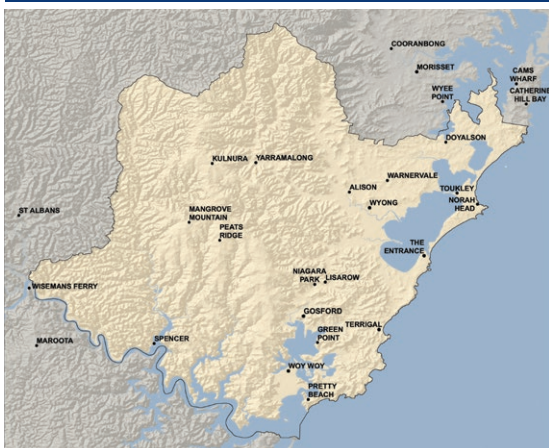 COORANBONG
MORISSET
CAMS
WHARF
WYEE
POINT
CATHERINE
HILL BAY
DOYALSON
KULNURA
YARRAMALONG
WARNERVALE
ALISON
TOUKLEY
WYONG
NORAH
HEAD
ST ALBANS
MANGROVE
MOUNTAIN
PEATS
RIDGE
THE
ENTRANCE
NIAGARA
PARK
LISAROW
WISEMANS FERRY
GOSFORD
TERRIGAL
GREEN
POINT
SPENCER
MAROOTA
WOY WOY
PRETTY
BEACH